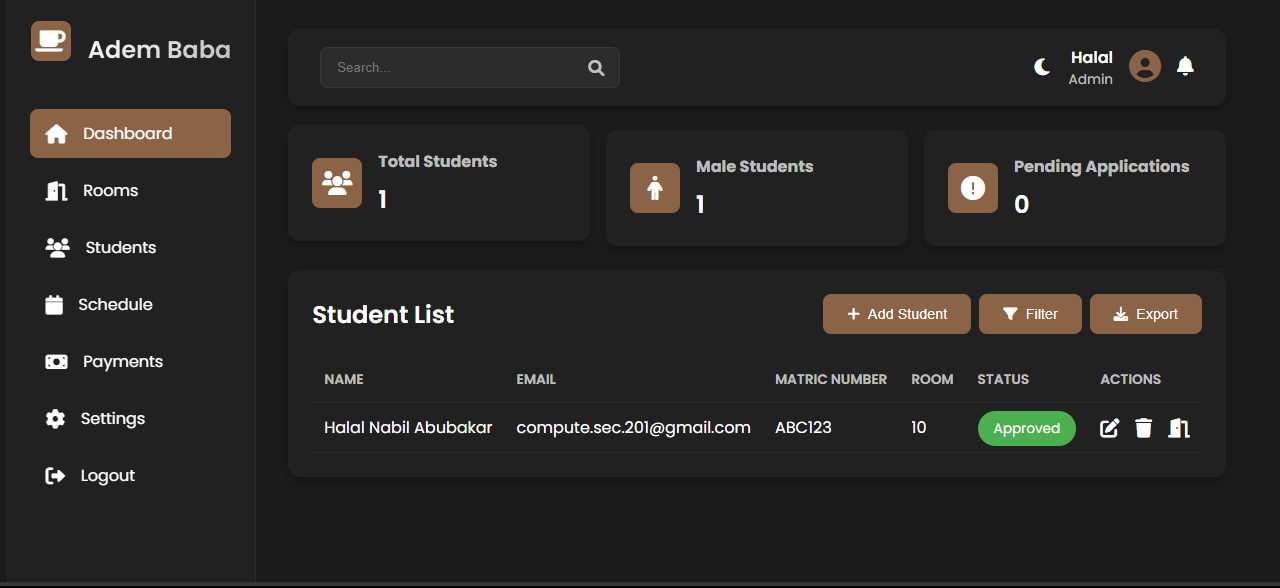 Adem Baba
Dashboard
Rooms
Students
Schedule
Payments
Settings
Logout
Search...
Halal
Admin
Total Students
1
Male Students
1
Pending Applications
0
Student List
Add Student
Filter
Export
NAME EMAIL MATRIC NUMBER ROOM STATUS ACTIONS
Halal Nabil Abubakar compute.sec.201@gmail.com ABC123 10 Approved